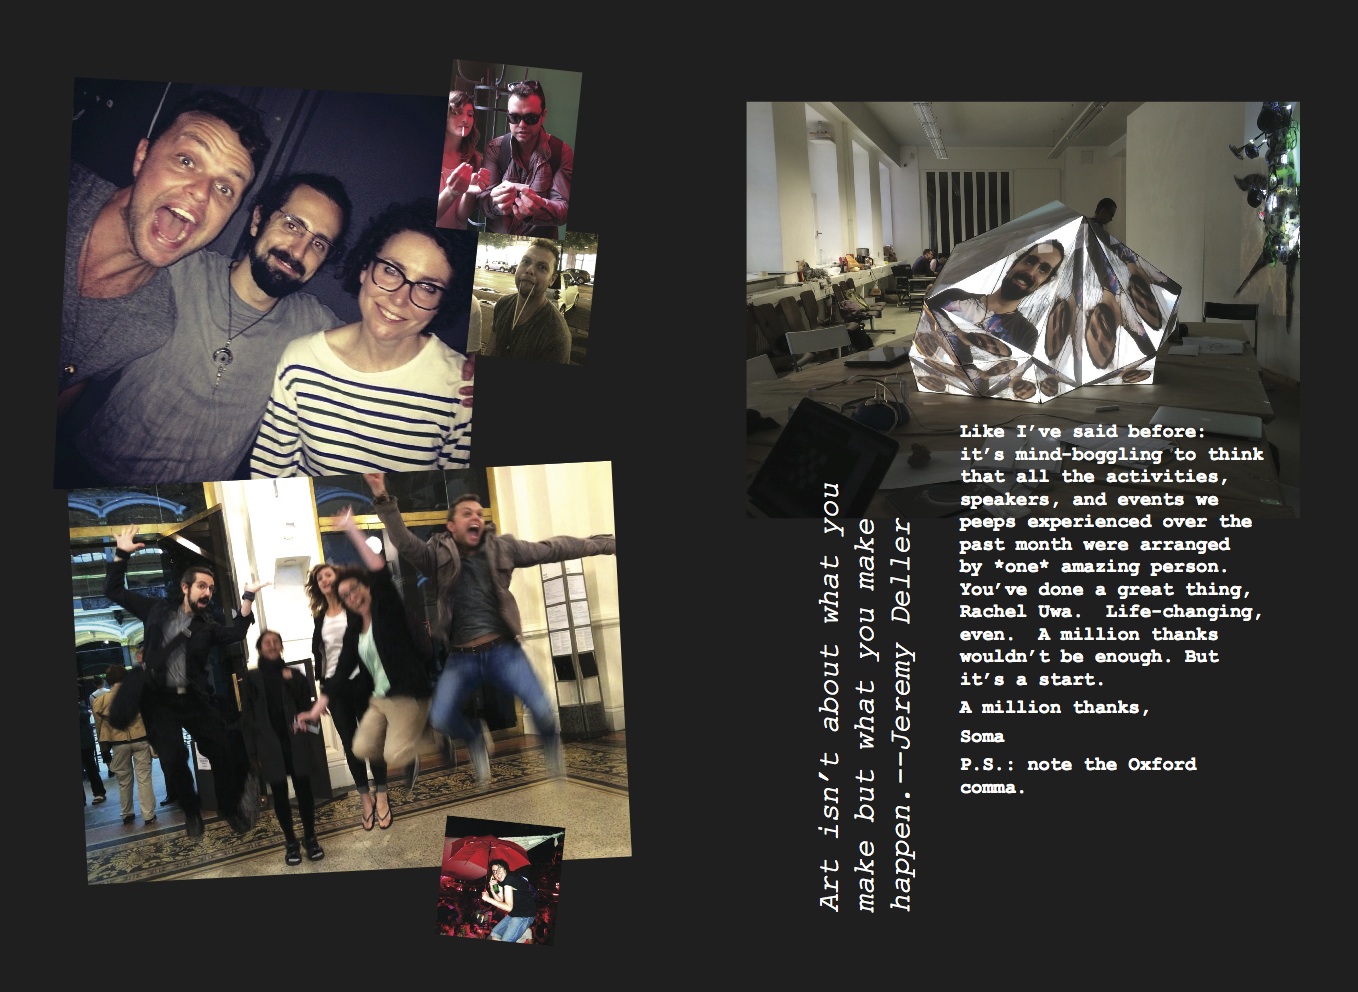 Art isn't about what you
make but what you make
happen.--Jeremy Deller
Like I've said before:
it's mind-boggling to think
that all the activities,
speakers, and events we
peeps experienced over the
past month were arranged
by *one* amazing person.
You've done a great thing,
Rachel Uwa.  Life-changing,
even.  A million thanks
wouldn't be enough. But
it's a start.
A million thanks,
Soma
P.S.: note the Oxford
comma.